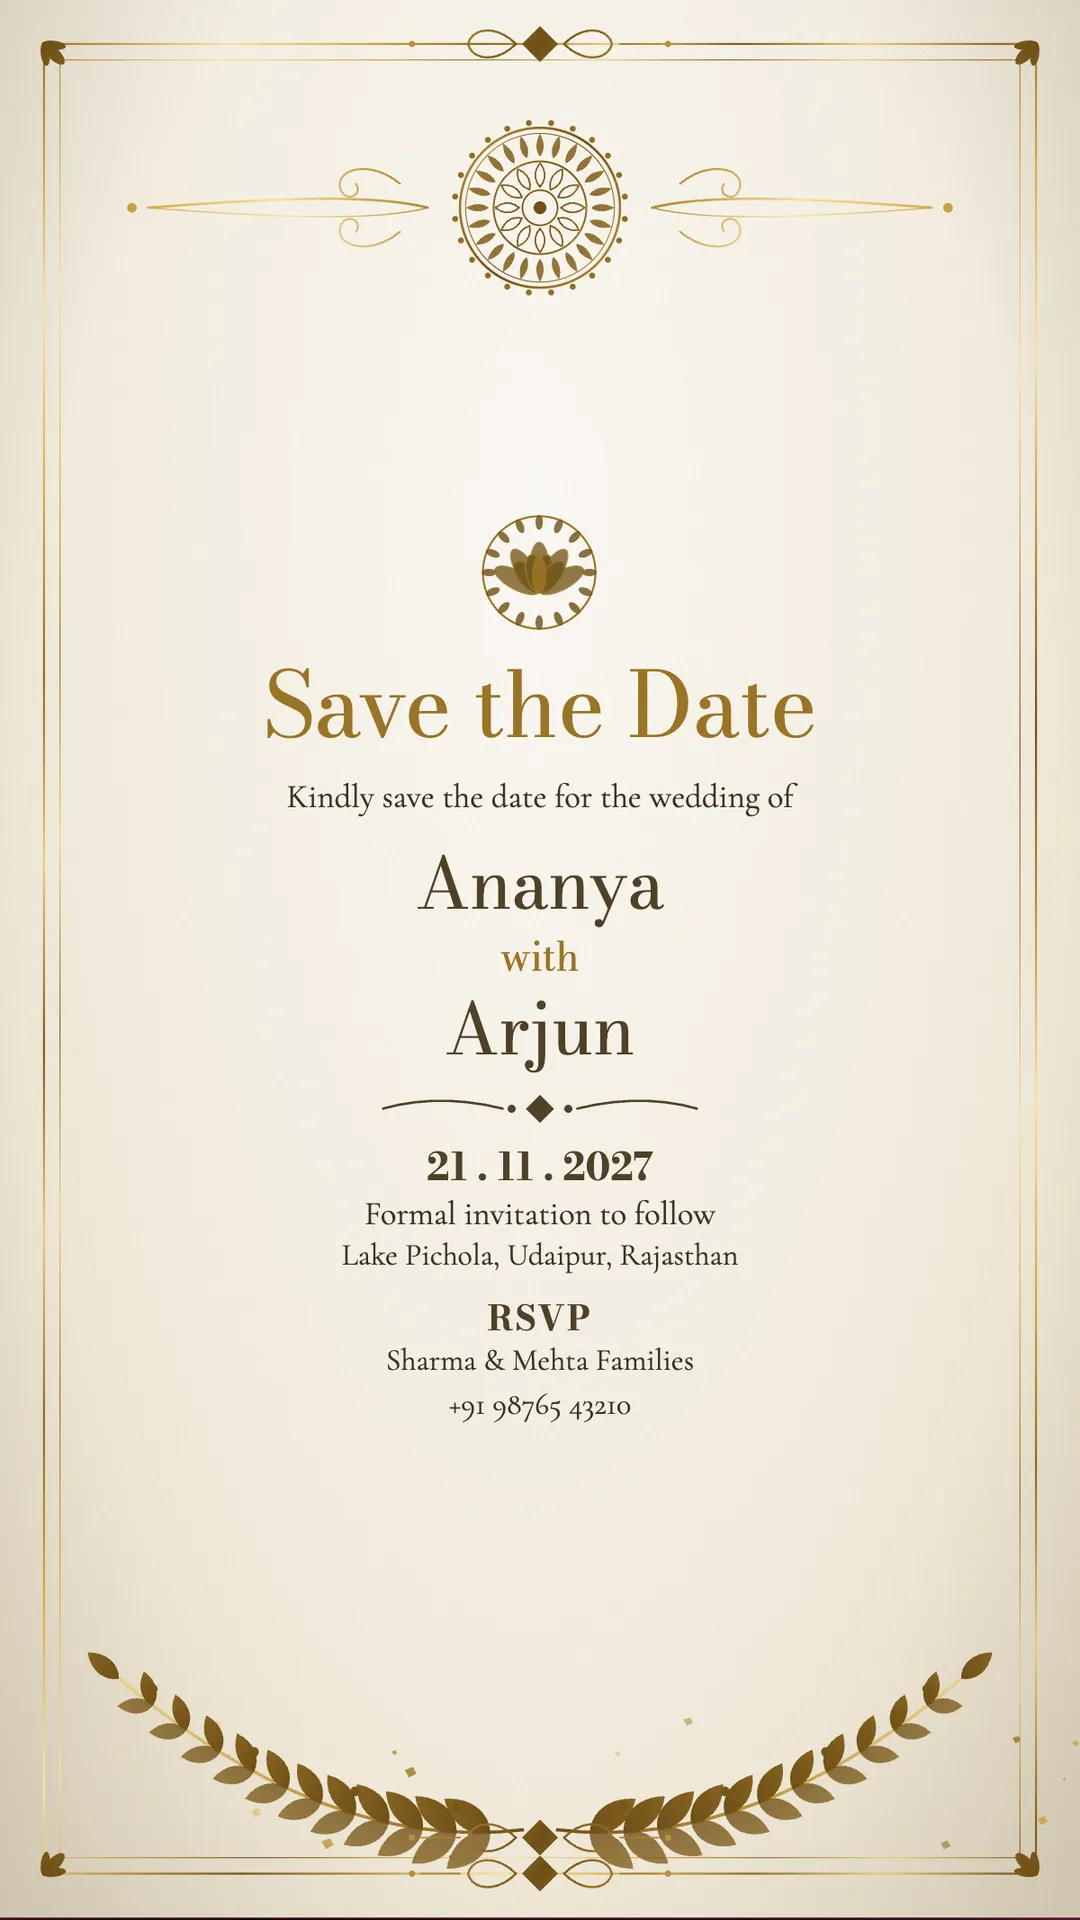 Save the Date
Kindly save the date for the wedding of
Ananya
with
Arjun
21 . 11 . 2027
Formal invitation to follow
Lake Pichola, Udaipur, Rajasthan
RSVP
Sharma & Mehta Families
+91 98765 43210